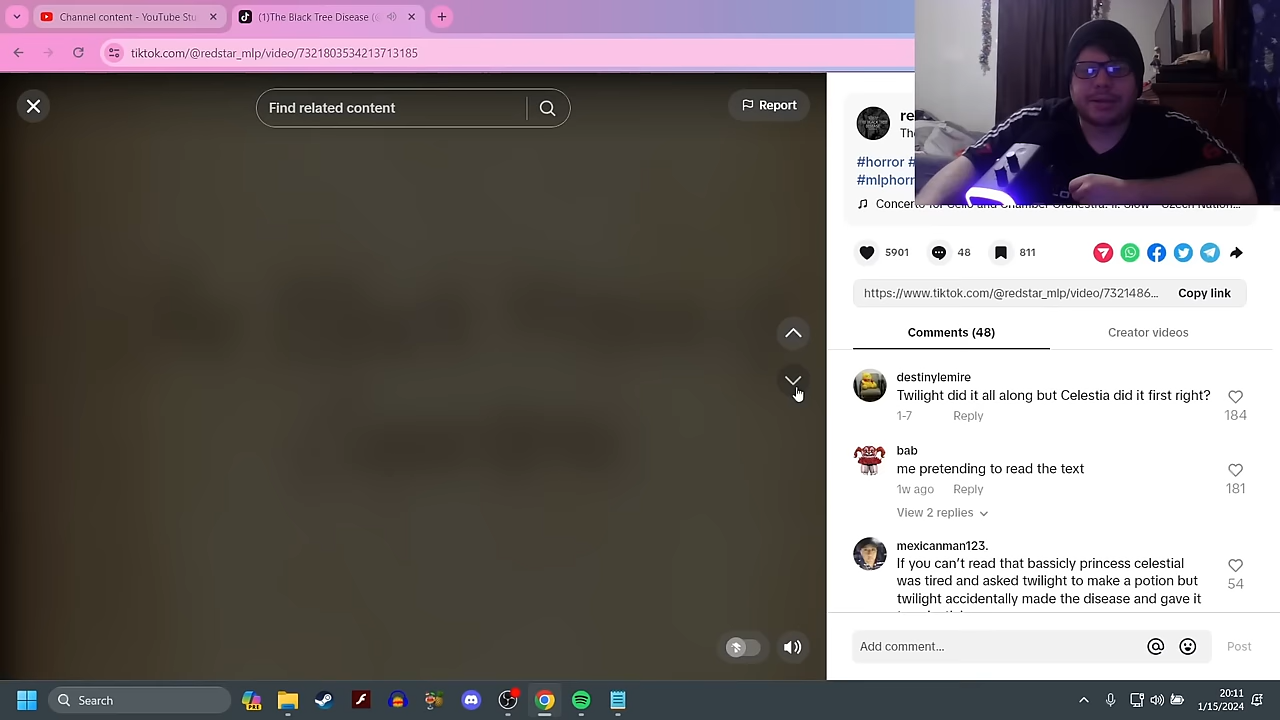 Channel content - YouTube Stu
(1)The Black Tree Disease (
tiktok.com/@redstar_mlp/video/7321803534213713185
Find related content
Report
re
Th
#horror #
#mlphorr
Concerto for Cello and Chamber Orchestra: II. Slow - Czech Nation...
5901
48
811
https://www.tiktok.com/@redstar_mlp/video/7321486...
Copy link
Comments (48)
Creator videos
destinylemire
Twilight did it all along but Celestia did it first right?
184
1-7
Reply
bab
me pretending to read the text
181
1w ago
Reply
View 2 replies
mexicanman123.
If you can't read that bassicly princess celestial
was tired and asked twilight to make a potion but
54
twilight accidentally made the disease and gave it
Add comment...
Post
Search
20:11
1/15/2024